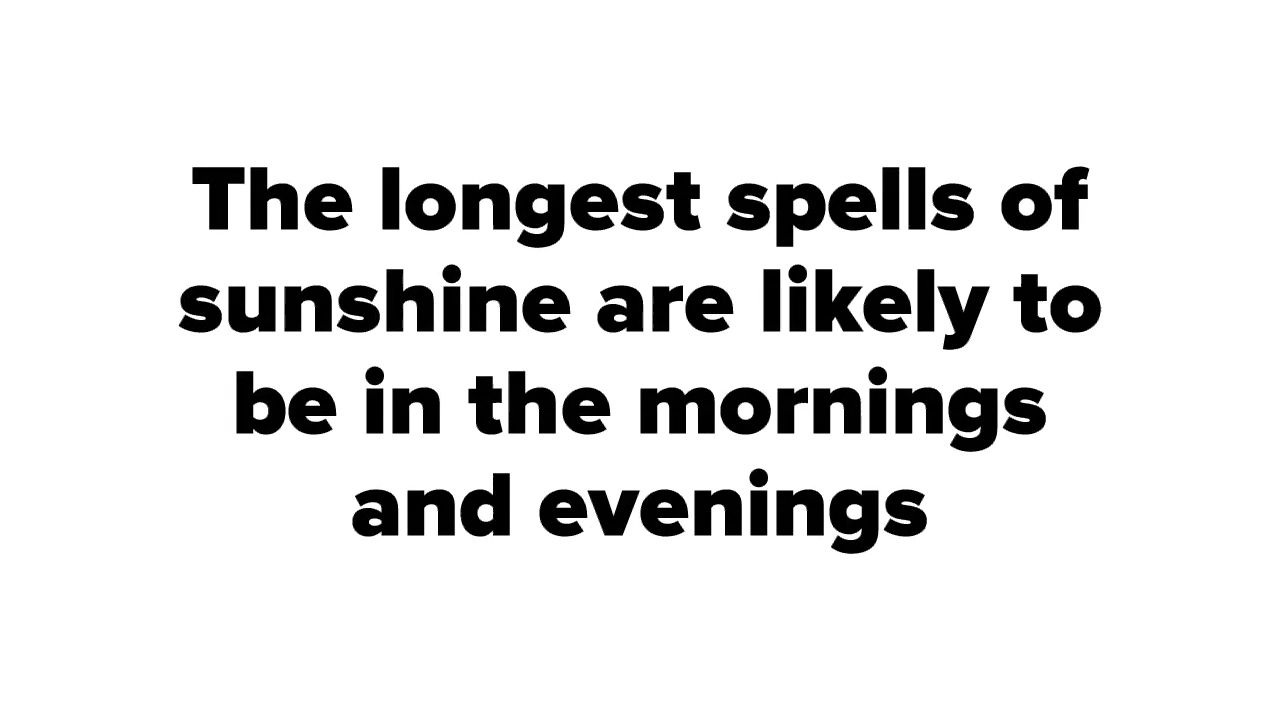 The longest spells of
sunshine are likely to
be in the mornings
and evenings